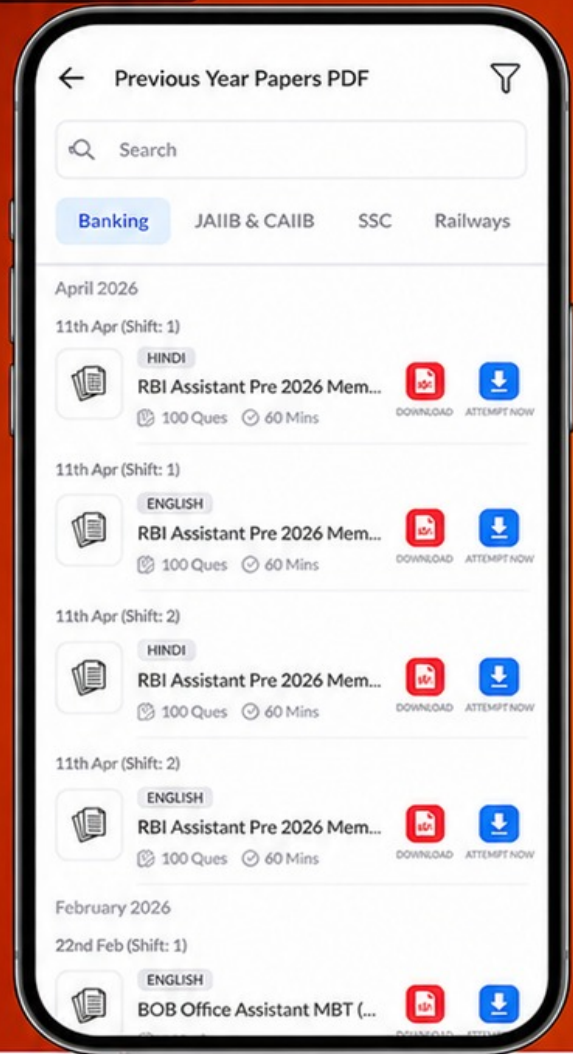 Previous Year Papers PDF
Search
Banking JAIIB & CAIIB SSC Railways
April 2026
11th Apr (Shift: 1)
HINDI
RBI Assistant Pre 2026 Mem...
100 Ques 60 Mins
DOWNLOAD ATTEMPT NOW
11th Apr (Shift: 1)
ENGLISH
RBI Assistant Pre 2026 Mem...
100 Ques 60 Mins
DOWNLOAD ATTEMPT NOW
11th Apr (Shift: 2)
HINDI
RBI Assistant Pre 2026 Mem...
100 Ques 60 Mins
DOWNLOAD ATTEMPT NOW
11th Apr (Shift: 2)
ENGLISH
RBI Assistant Pre 2026 Mem...
100 Ques 60 Mins
DOWNLOAD ATTEMPT NOW
February 2026
22nd Feb (Shift: 1)
ENGLISH
BOB Office Assistant MBT (...